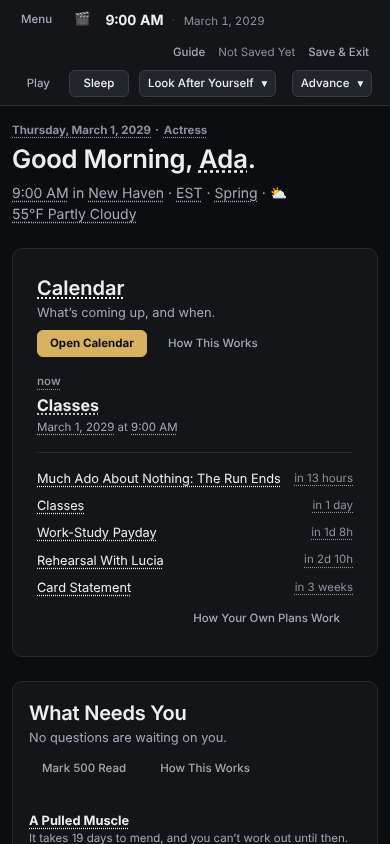 Menu 🎬 9:00 AM · March 1, 2029
Guide Not Saved Yet Save & Exit
Play Sleep Look After Yourself ▾ Advance ▾
Thursday, March 1, 2029 · Actress
Good Morning, Ada.
9:00 AM in New Haven · EST · Spring · ⛅
55°F Partly Cloudy
Calendar
What’s coming up, and when.
Open Calendar How This Works
now
Classes
March 1, 2029 at 9:00 AM
Much Ado About Nothing: The Run Ends in 13 hours
Classes in 1 day
Work-Study Payday in 1d 8h
Rehearsal With Lucia in 2d 10h
Card Statement in 3 weeks
How Your Own Plans Work
What Needs You
No questions are waiting on you.
Mark 500 Read How This Works
A Pulled Muscle
It takes 19 days to mend, and you can’t work out until then.